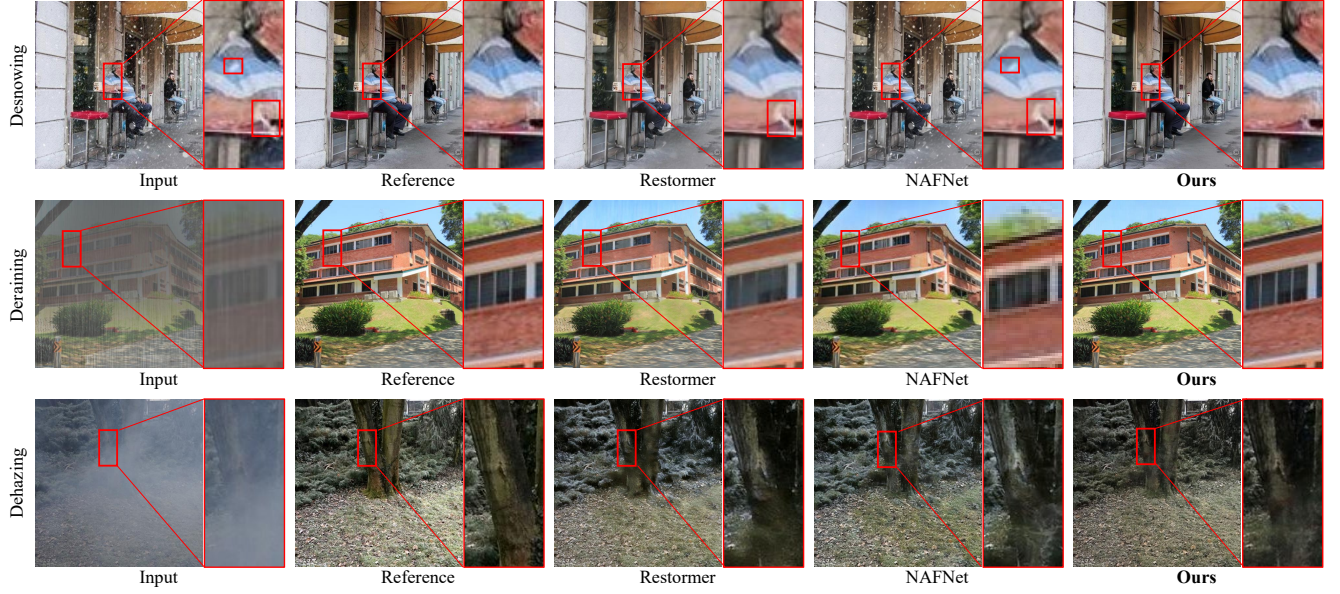 Desnowing
Input Reference Restormer NAFNet Ours
Deraining
Input Reference Restormer NAFNet Ours
Dehazing
Input Reference Restormer NAFNet Ours